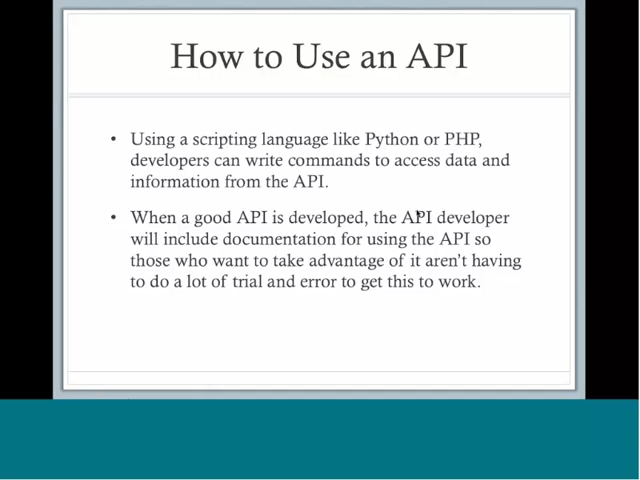 How to Use an API
• Using a scripting language like Python or PHP,
developers can write commands to access data and
information from the API.
• When a good API is developed, the API developer
will include documentation for using the API so
those who want to take advantage of it aren't having
to do a lot of trial and error to get this to work.